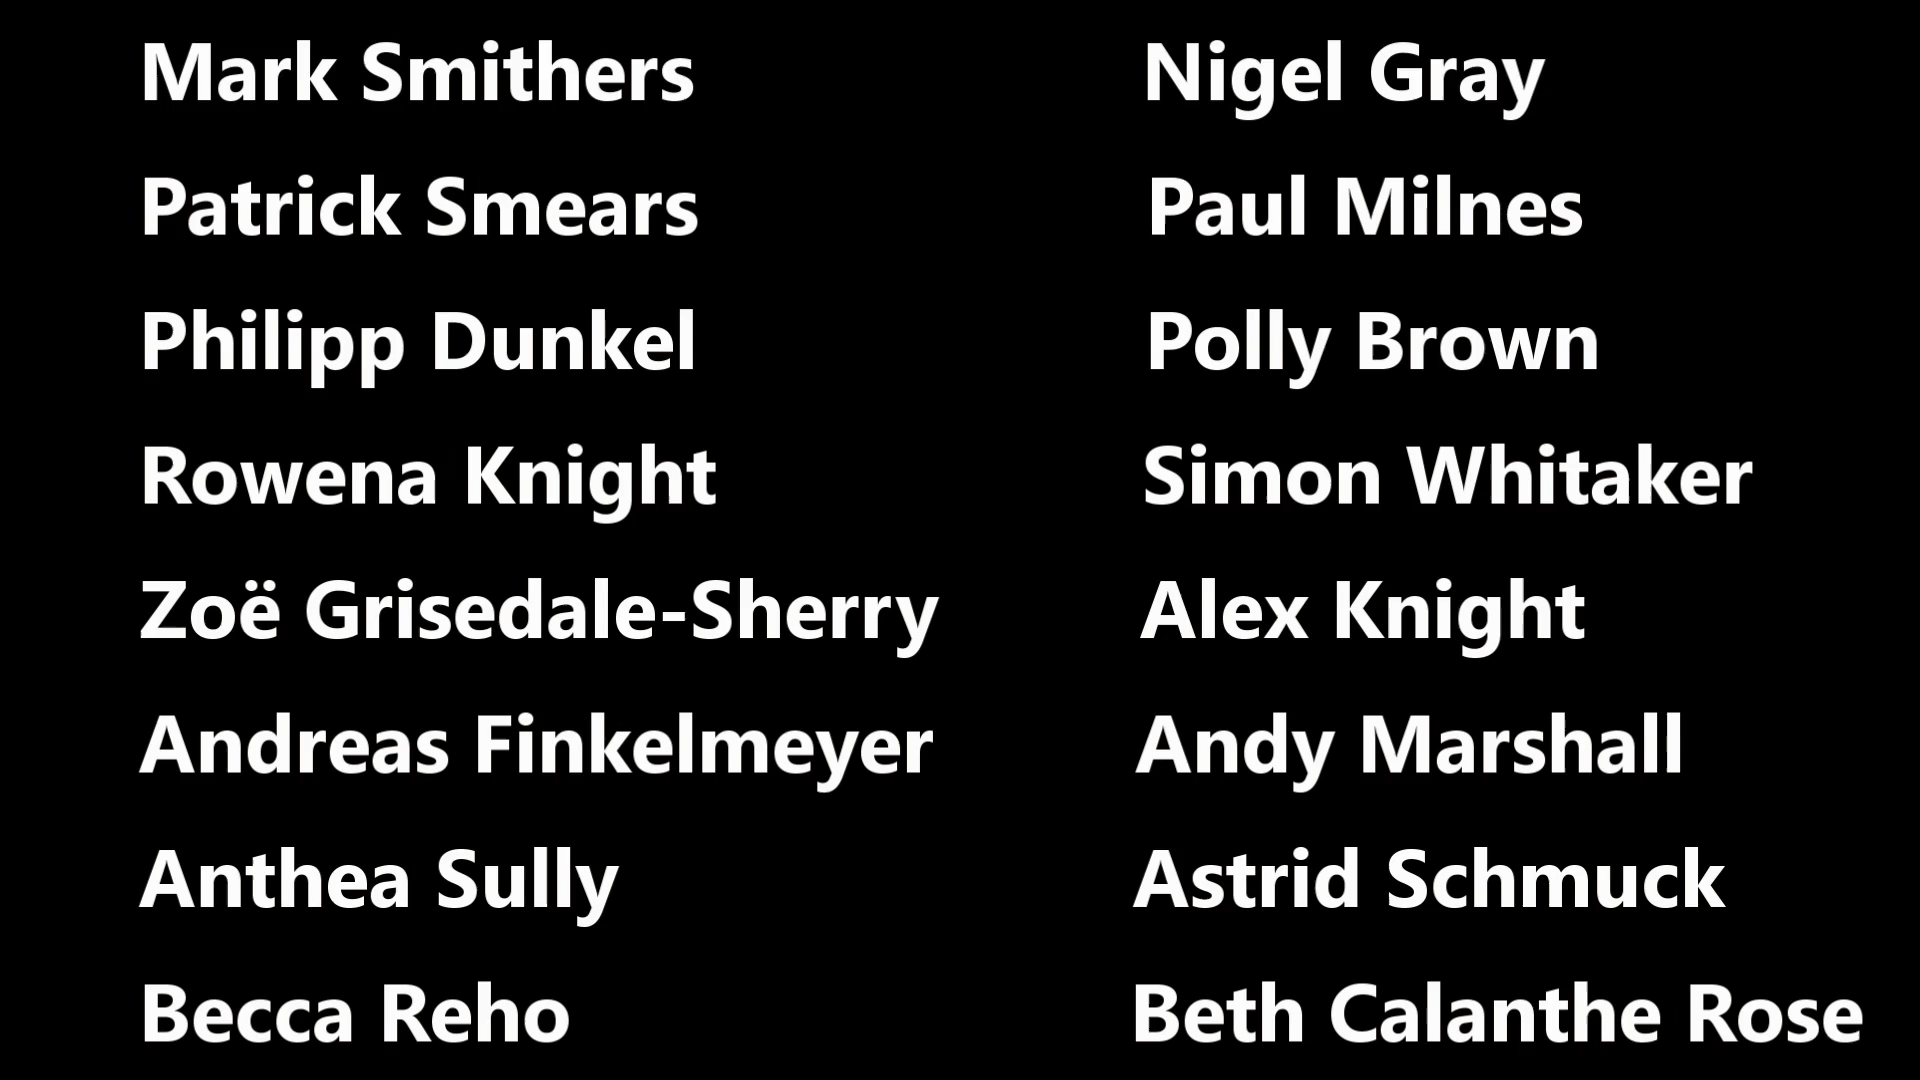 Mark Smithers Nigel Gray
Patrick Smears Paul Milnes
Philipp Dunkel Polly Brown
Rowena Knight Simon Whitaker
Zoë Grisedale-Sherry Alex Knight
Andreas Finkelmeyer Andy Marshall
Anthea Sully Astrid Schmuck
Becca Reho Beth Calanthe Rose